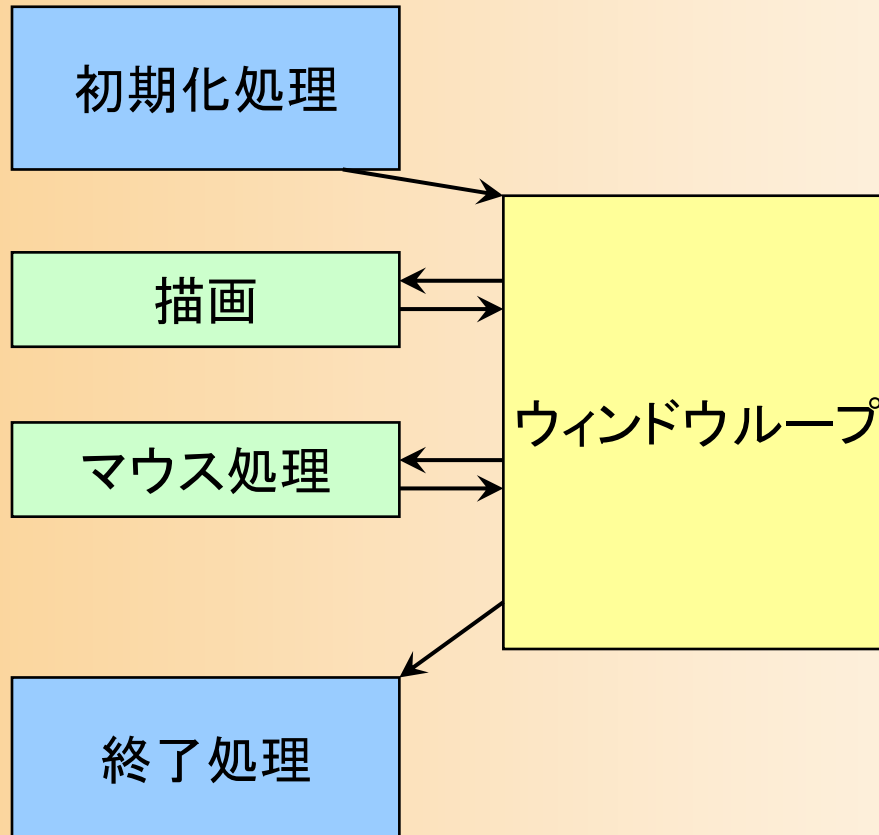 初期化処理
描画
マウス処理
ウィンドウループ
終了処理